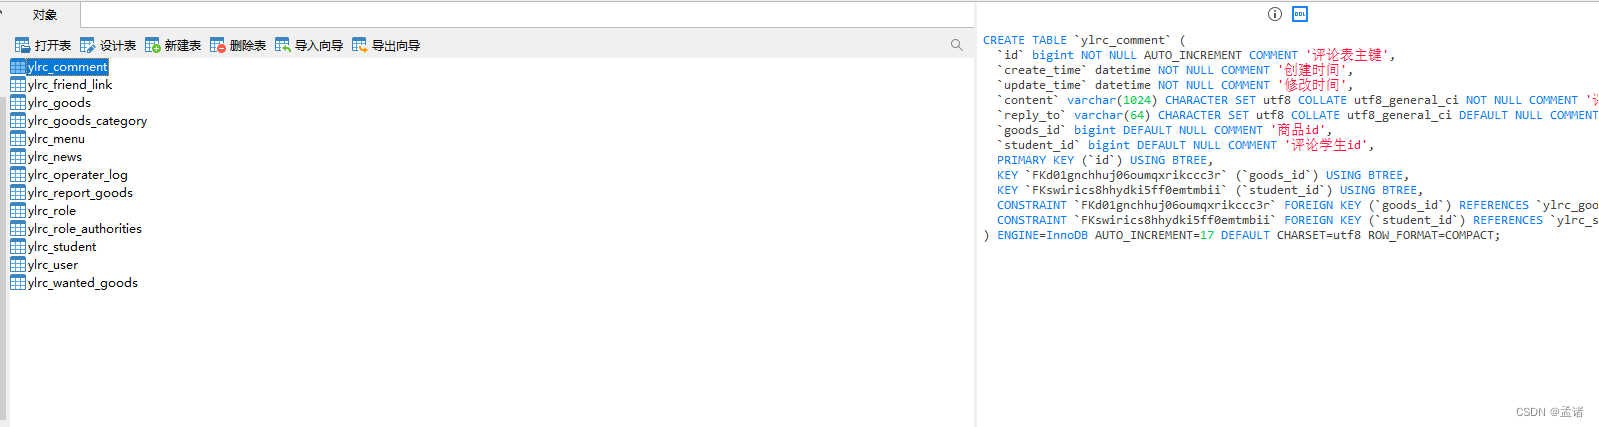 对象
打开表 设计表 新建表 删除表 导入向导 导出向导
ylrc_comment
ylrc_friend_link
ylrc_goods
ylrc_goods_category
ylrc_menu
ylrc_news
ylrc_operater_log
ylrc_report_goods
ylrc_role
ylrc_role_authorities
ylrc_student
ylrc_user
ylrc_wanted_goods
DDL
CREATE TABLE `ylrc_comment` (
`id` bigint NOT NULL AUTO_INCREMENT COMMENT '评论表主键',
`create_time` datetime NOT NULL COMMENT '创建时间',
`update_time` datetime NOT NULL COMMENT '修改时间',
`content` varchar(1024) CHARACTER SET utf8 COLLATE utf8_general_ci NOT NULL COMMENT '
`reply_to` varchar(64) CHARACTER SET utf8 COLLATE utf8_general_ci DEFAULT NULL COMMENT
`goods_id` bigint DEFAULT NULL COMMENT '商品id',
`student_id` bigint DEFAULT NULL COMMENT '评论学生id',
PRIMARY KEY (`id`) USING BTREE,
KEY `FKd01gnchhuj06oumqxrikccc3r` (`goods_id`) USING BTREE,
KEY `FKswirics8hhydki5ff0emtmbii` (`student_id`) USING BTREE,
CONSTRAINT `FKd01gnchhuj06oumqxrikccc3r` FOREIGN KEY (`goods_id`) REFERENCES `ylrc_goo
CONSTRAINT `FKswirics8hhydki5ff0emtmbii` FOREIGN KEY (`student_id`) REFERENCES `ylrc_s
) ENGINE=InnoDB AUTO_INCREMENT=17 DEFAULT CHARSET=utf8 ROW_FORMAT=COMPACT;
CSDN @孟诸